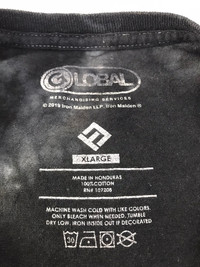 GLOBAL
MERCHANDISING SERVICES
© 2019 Iron Maiden LLP. Iron Maiden ®
XLARGE
MADE IN HONDURAS
100% COTTON
RN# 107208
MACHINE WASH COLD WITH LIKE COLORS.
ONLY BLEACH WHEN NEEDED. TUMBLE
DRY LOW. IRON INSIDE OUT IF DECORATED
30